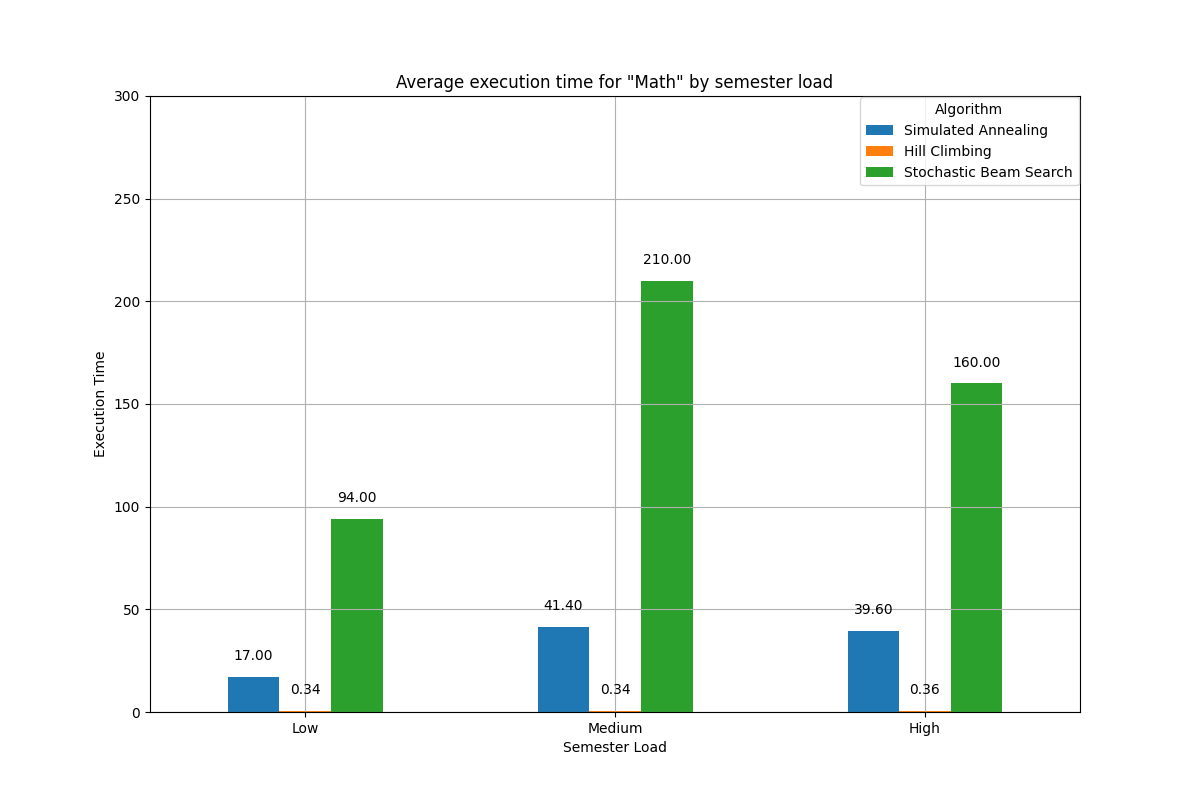 Average execution time for "Math" by semester load
300
Algorithm
Simulated Annealing
Hill Climbing
Stochastic Beam Search
250
210.00
200
160.00
150
Execution Time
94.00
100
41.40
39.60
50
17.00
0.34
0.34
0.36
0
Low
Medium
High
Semester Load